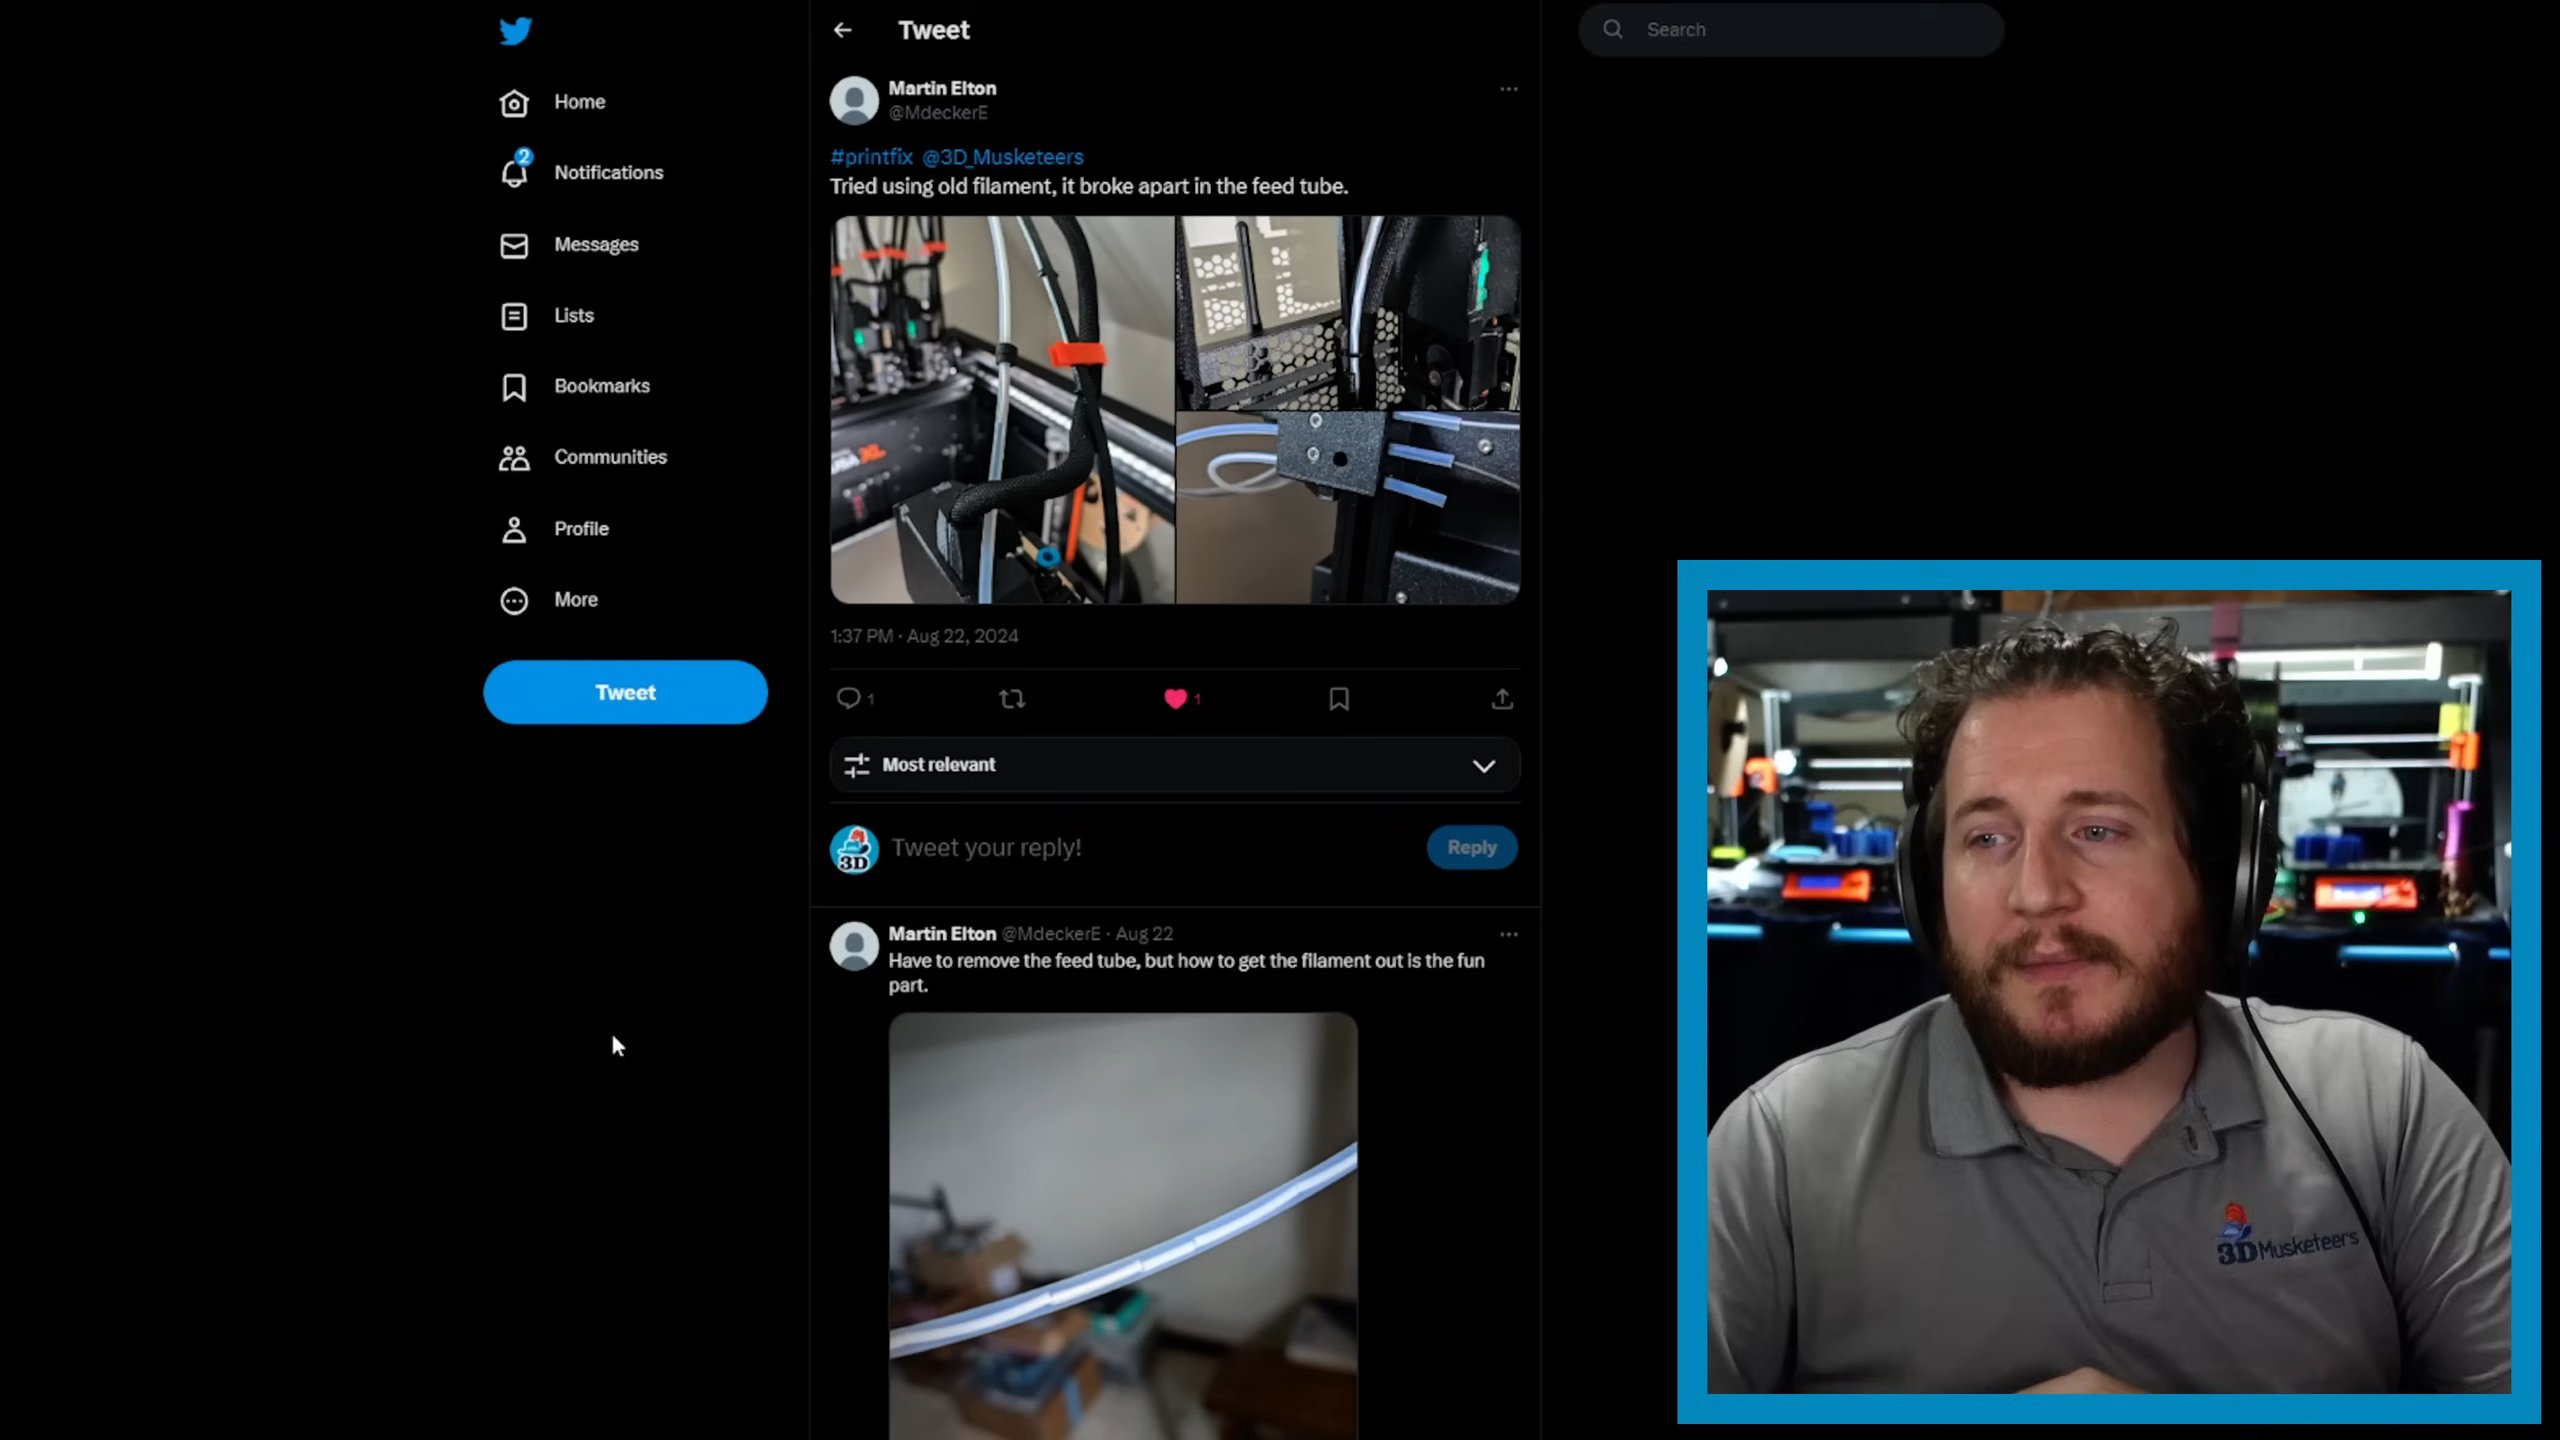 Home
2
Notifications
Messages
Lists
Bookmarks
Communities
Profile
More
Tweet
Tweet
Search
Martin Elton
@MdeckerE
#printfix @3D_Musketeers
Tried using old filament, it broke apart in the feed tube.
XL
1:37 PM · Aug 22, 2024
1
1
Most relevant
3D
Tweet your reply!
Reply
Martin Elton @MdeckerE · Aug 22
Have to remove the feed tube, but how to get the filament out is the fun
part.
3DMusketeers